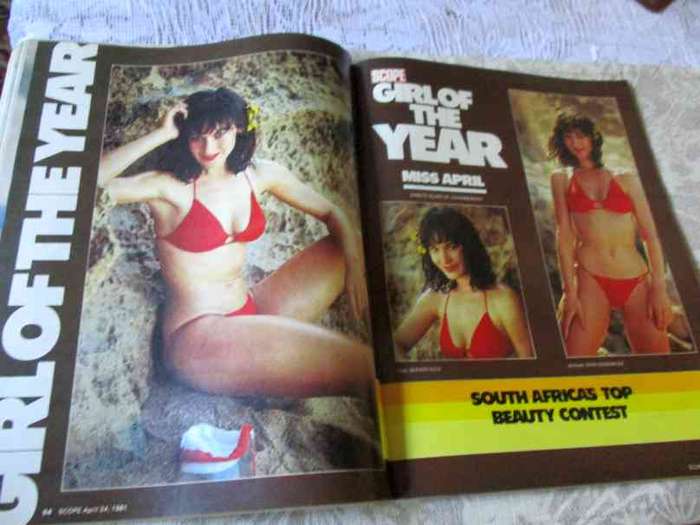 GIRL OF THE YEAR
94 SCOPE April 24, 1981
SCOPE
GIRL OF
THE
YEAR
MISS APRIL
SOUTH AFRICA'S TOP
BEAUTY CONTEST